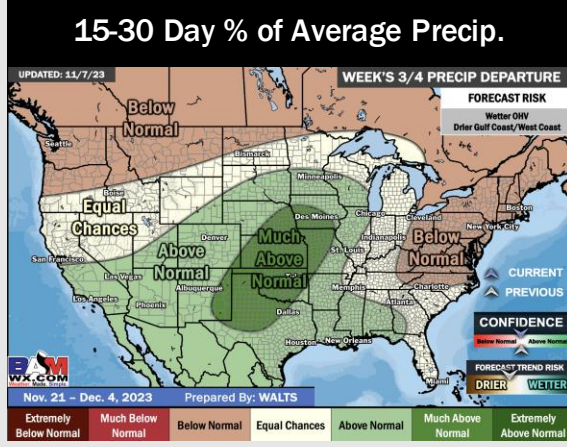 15-30 Day % of Average Precip.
UPDATED: 11/7/23
WEEK'S 3/4 PRECIP DEPARTURE
FORECAST RISK
Wetter OHV
Drier Gulf Coast/West Coast
Below
Normal
Seattle
Bismarck
Minneapolis
Boise
Equal
Chances
Boston
Chicago
Cleveland
New York City
Des Moines
San Francisco
Above
Normal
Denver
Much
Above
Normal
Indianapolis
St. Louis
Below
Normal
Las Vegas
Albuquerque
Los Angeles
Phoenix
Memphis
Charlotte
Atlanta
Dallas
Houston
New Orleans
Miami
CURRENT
PREVIOUS
CONFIDENCE
Below Normal
Above Normal
FORECAST TREND RISK
DRIER
WETTER
BAM
WX.COM
Weather. Made. Simple.
Nov. 21 - Dec. 4, 2023
Prepared By: WALTS
Extremely
Below Normal
Much Below
Normal
Below Normal
Equal Chances
Above Normal
Much Above
Normal
Extremely
Above Normal